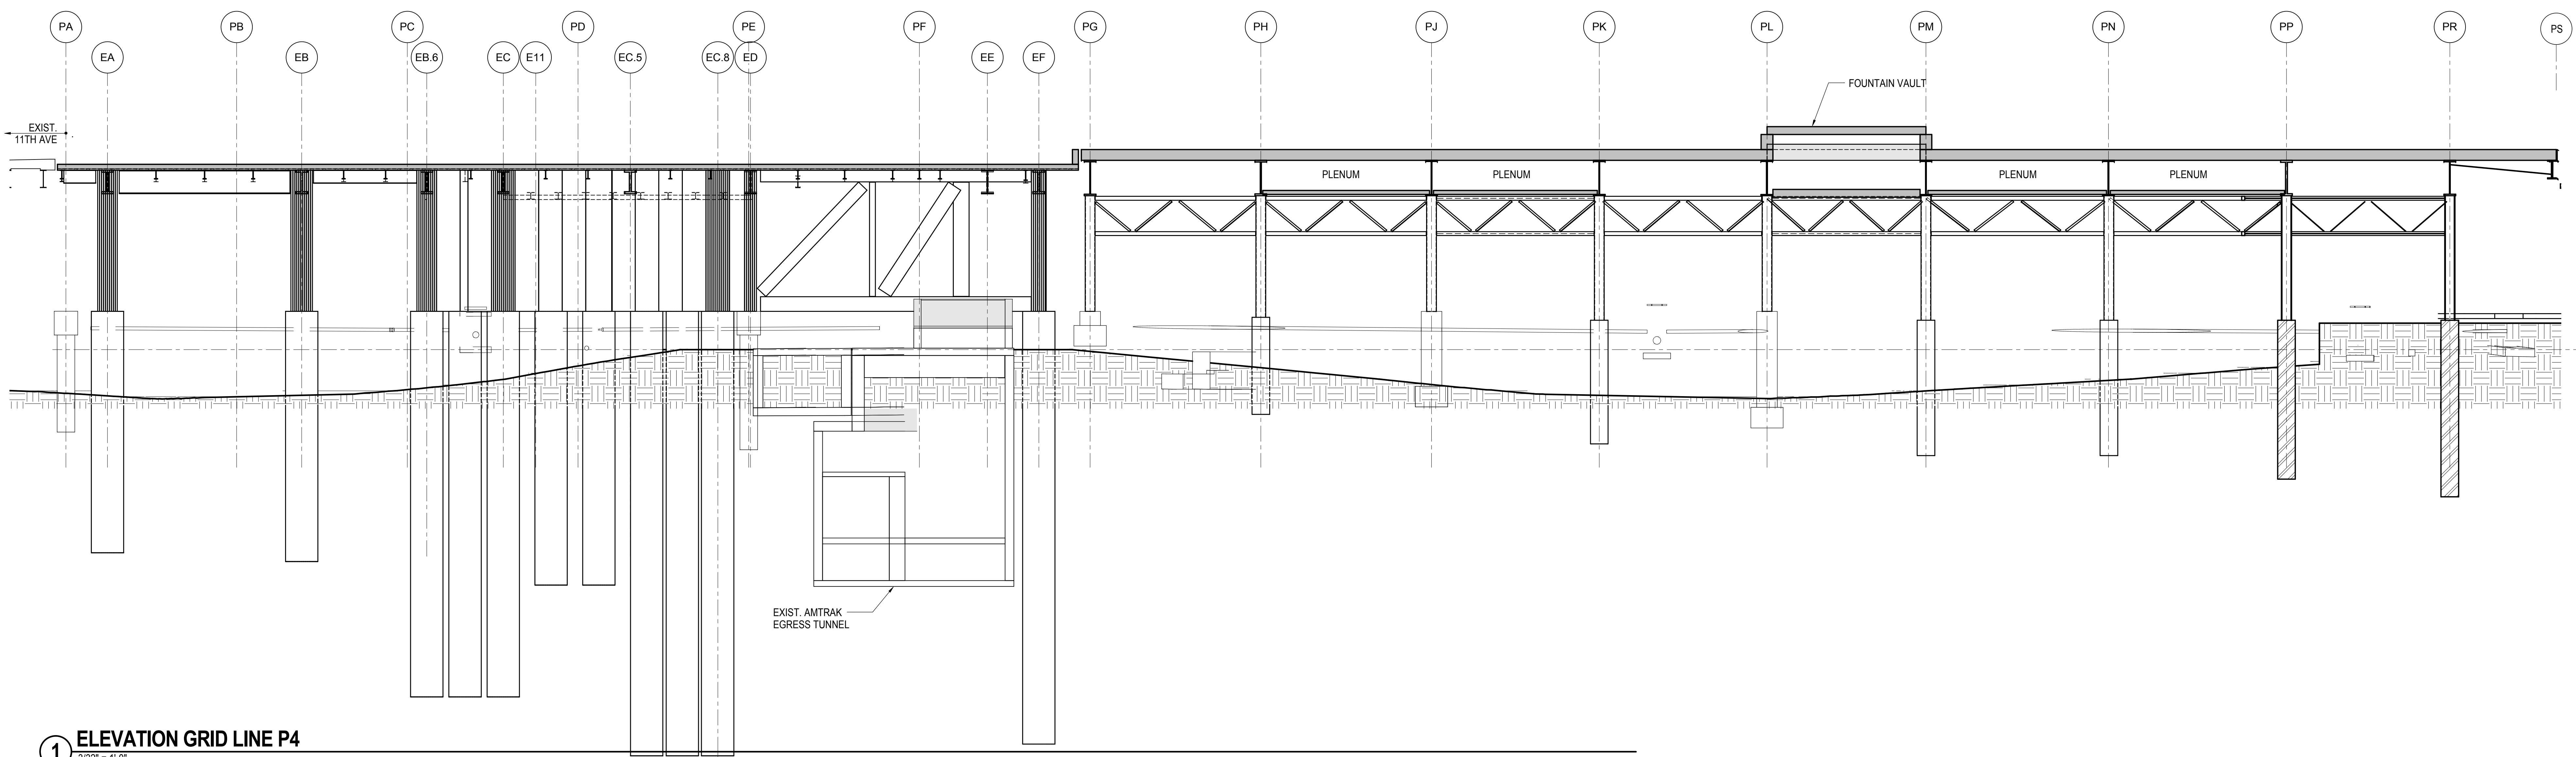 PA
PB
PC
PD
PE
PF
PG
PH
PJ
PK
PL
PM
PN
PP
PR
PS
EA
EB
EB.6
EC
E11
EC.5
EC.8
ED
EE
EF
FOUNTAIN VAULT
EXIST.
11TH AVE
PLENUM
PLENUM
PLENUM
PLENUM
EXIST. AMTRAK
EGRESS TUNNEL
1
ELEVATION GRID LINE P4